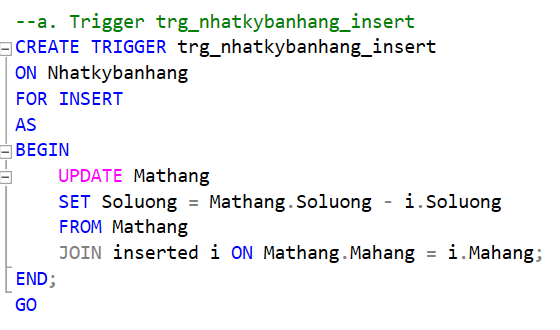 --a. Trigger trg_nhatkybanhang_insert
CREATE TRIGGER trg_nhatkybanhang_insert
ON Nhatkybanhang
FOR INSERT
AS
BEGIN
    UPDATE Mathang
    SET Soluong = Mathang.Soluong - i.Soluong
    FROM Mathang
    JOIN inserted i ON Mathang.Mahang = i.Mahang;
END;
GO